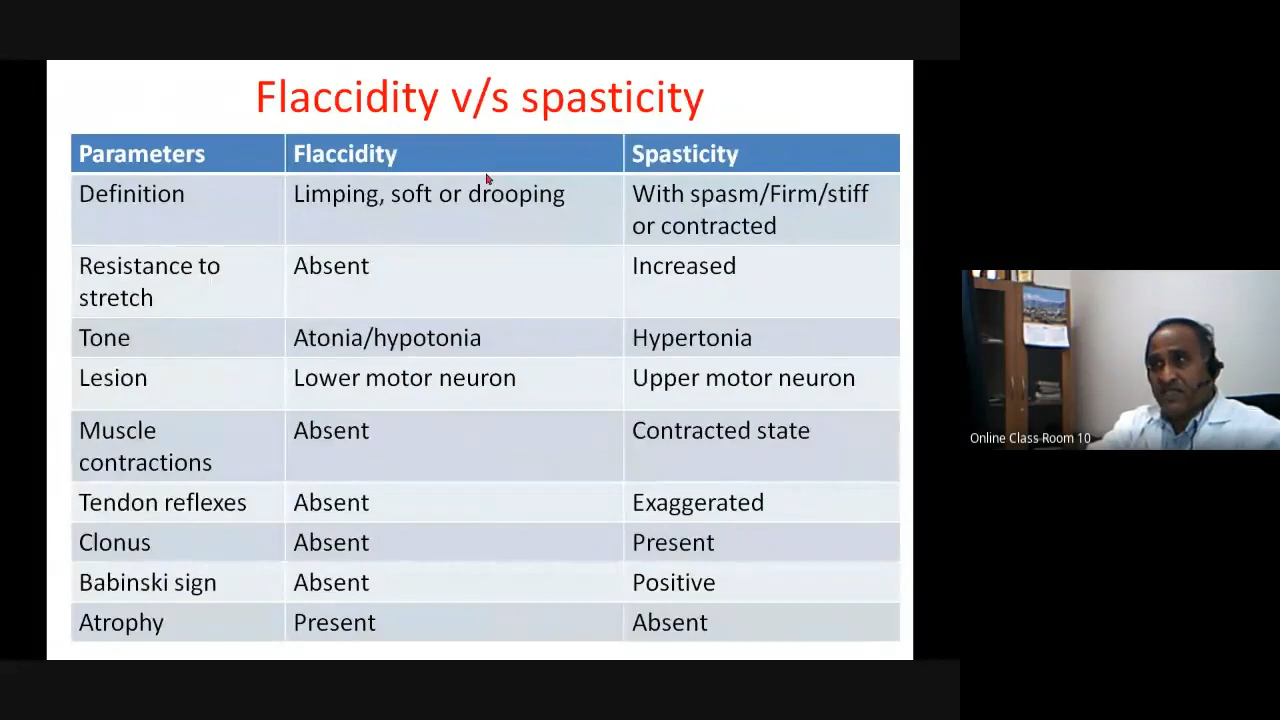 Flaccidity v/s spasticity
Parameters Flaccidity Spasticity
Definition Limping, soft or drooping With spasm/Firm/stiff
or contracted
Resistance to Absent Increased
stretch
Tone Atonia/hypotonia Hypertonia
Lesion Lower motor neuron Upper motor neuron
Muscle Absent Contracted state
contractions
Tendon reflexes Absent Exaggerated
Clonus Absent Present
Babinski sign Absent Positive
Atrophy Present Absent
Online Class Room 10